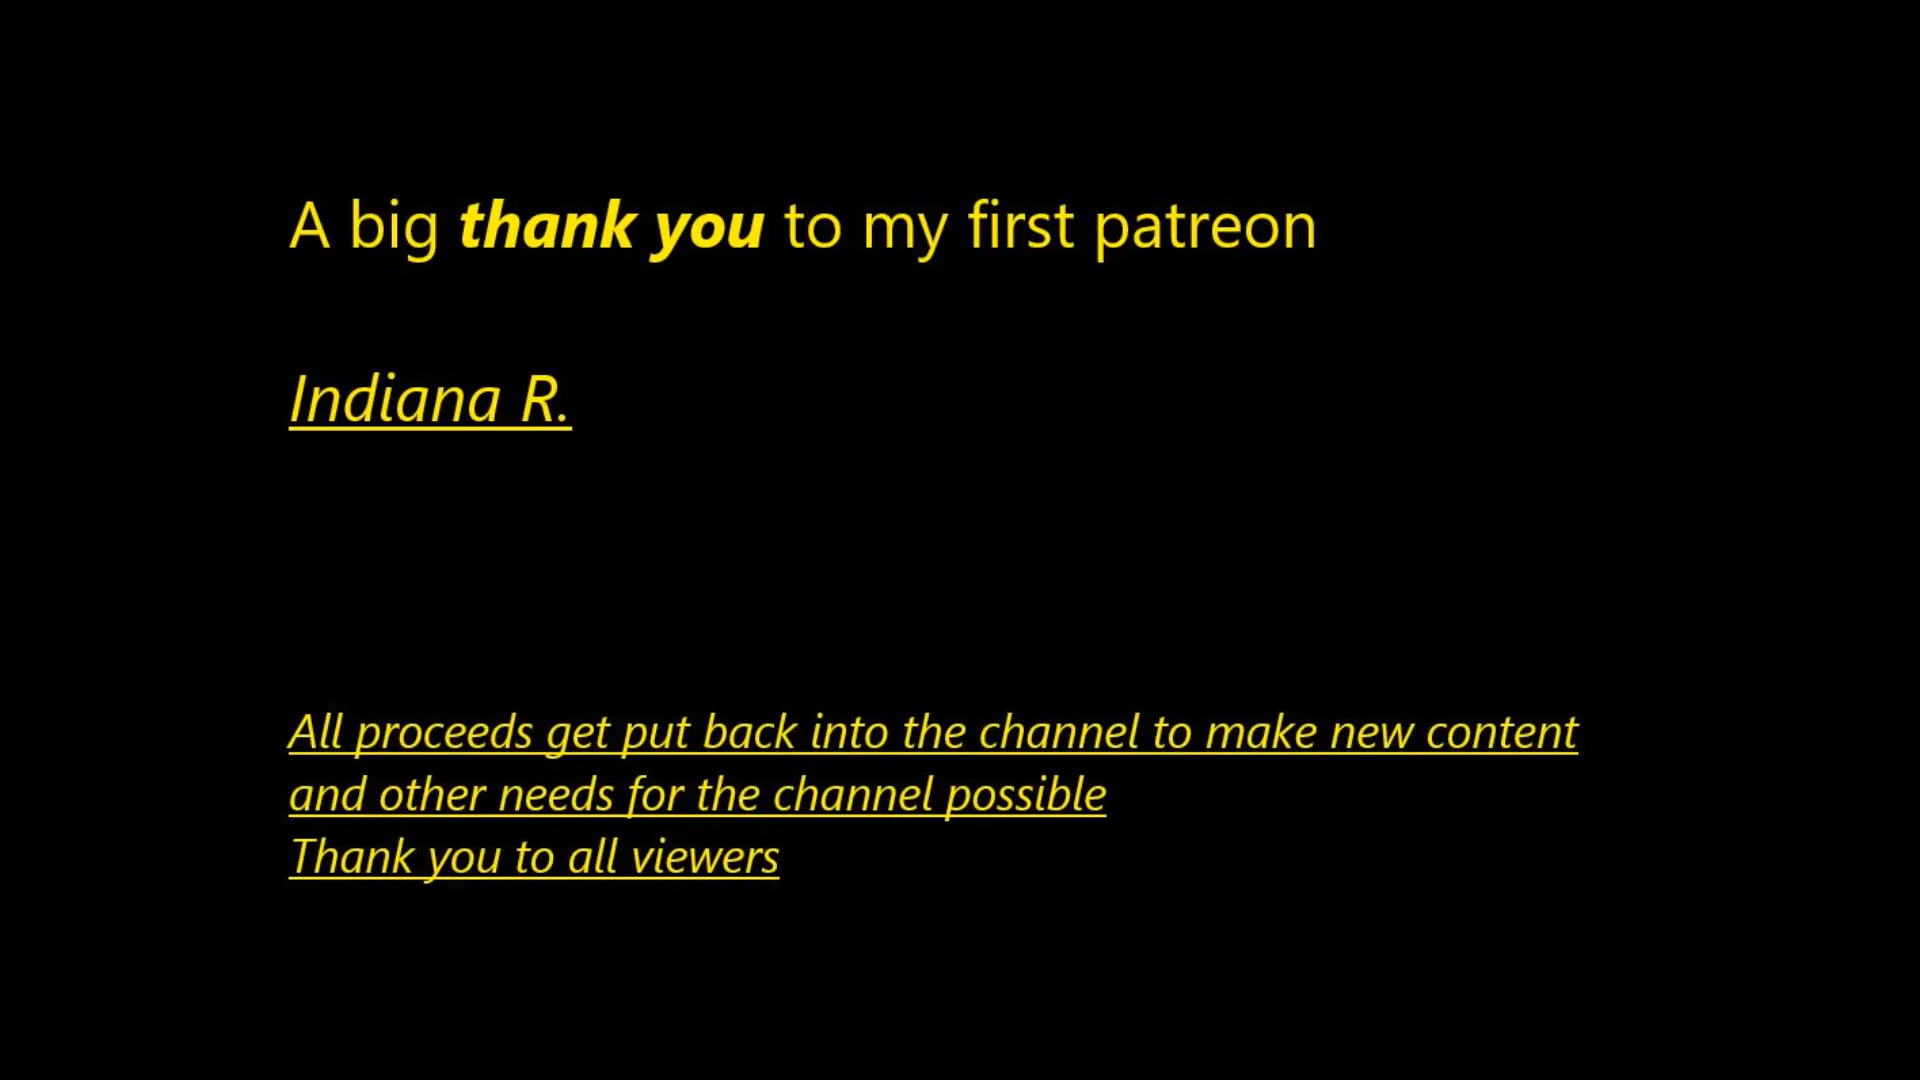 A big thank you to my first patreon
Indiana R.
All proceeds get put back into the channel to make new content
and other needs for the channel possible
Thank you to all viewers